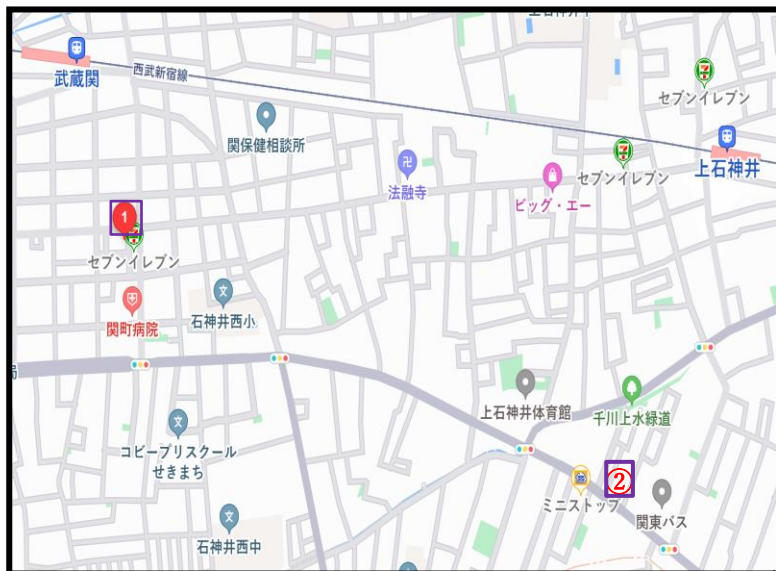 上石神井
武蔵関
西武新宿線
セブンイレブン
関保健相談所
上石神井
セブンイレブン
法融寺
ビッグ・エー
1
セブンイレブン
石神井西小
関町病院
上石神井体育館
千川上水緑道
コビープリスクール
せきまち
②
ミニストップ
関東バス
石神井西中